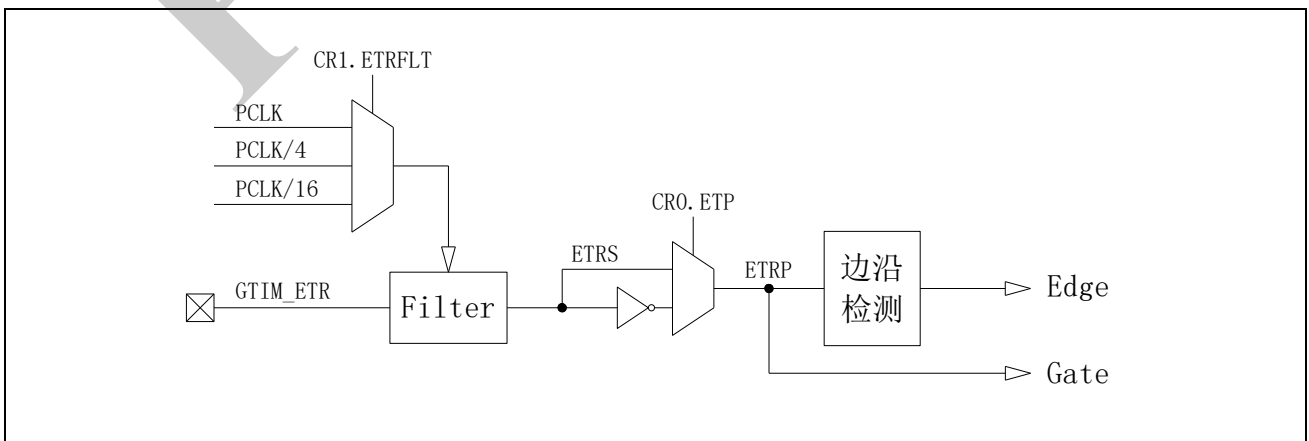 CR1.ETRFLT
PCLK
PCLK/4
PCLK/16
CR0.ETP
ETRS
ETRP
GTIM_ETR
Filter
边沿
检测
Edge
Gate